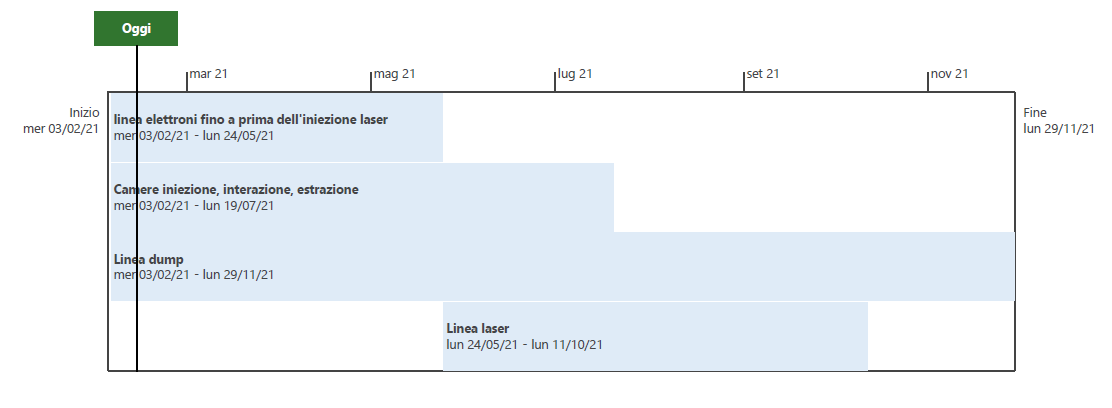 Oggi
mar 21
mag 21
lug 21
set 21
nov 21
Inizio
mer 03/02/21
Fine
lun 29/11/21
linea elettroni fino a prima dell'iniezione laser
mer 03/02/21 - lun 24/05/21
Camere iniezione, interazione, estrazione
mer 03/02/21 - lun 19/07/21
Linea dump
mer 03/02/21 - lun 29/11/21
Linea laser
lun 24/05/21 - lun 11/10/21